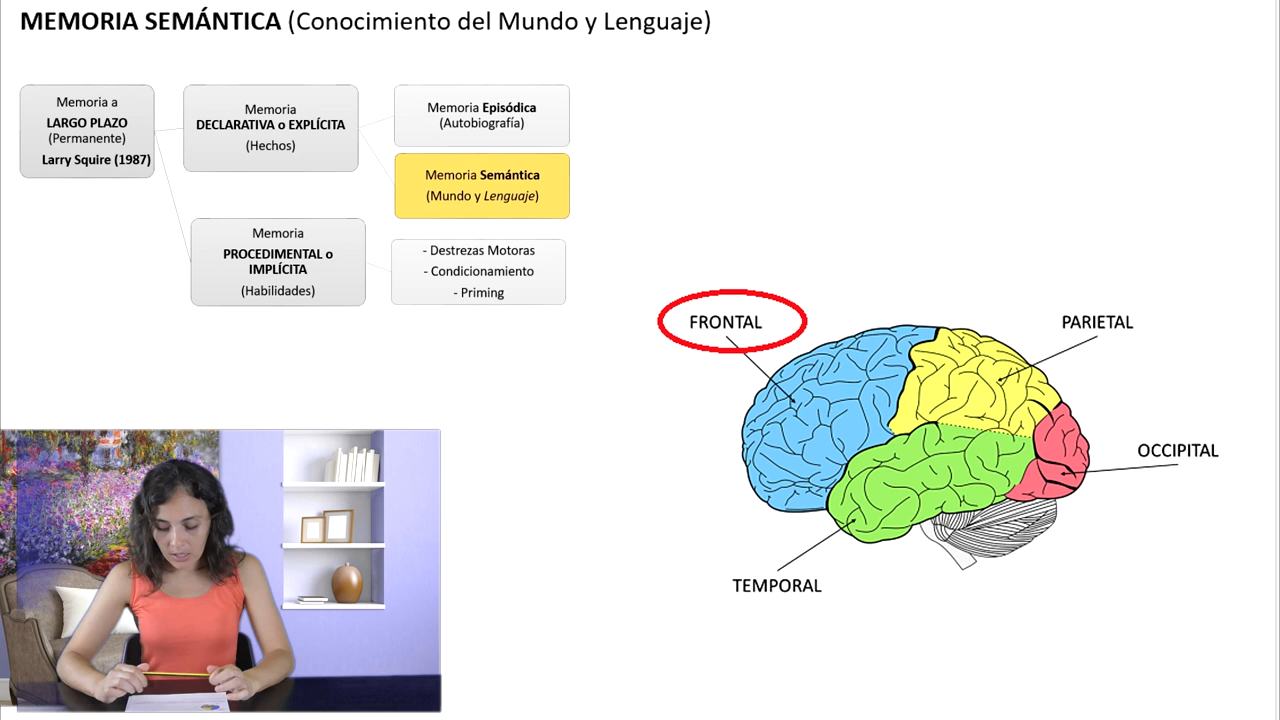 MEMORIA SEMÁNTICA (Conocimiento del Mundo y Lenguaje)
Memoria a
LARGO PLAZO
(Permanente)
Larry Squire (1987)
Memoria
DECLARATIVA o EXPLÍCITA
(Hechos)
Memoria Episódica
(Autobiografía)
Memoria Semántica
(Mundo y Lenguaje)
Memoria
PROCEDIMENTAL o
IMPLÍCITA
(Habilidades)
- Destrezas Motoras
- Condicionamiento
- Priming
FRONTAL
PARIETAL
OCCIPITAL
TEMPORAL